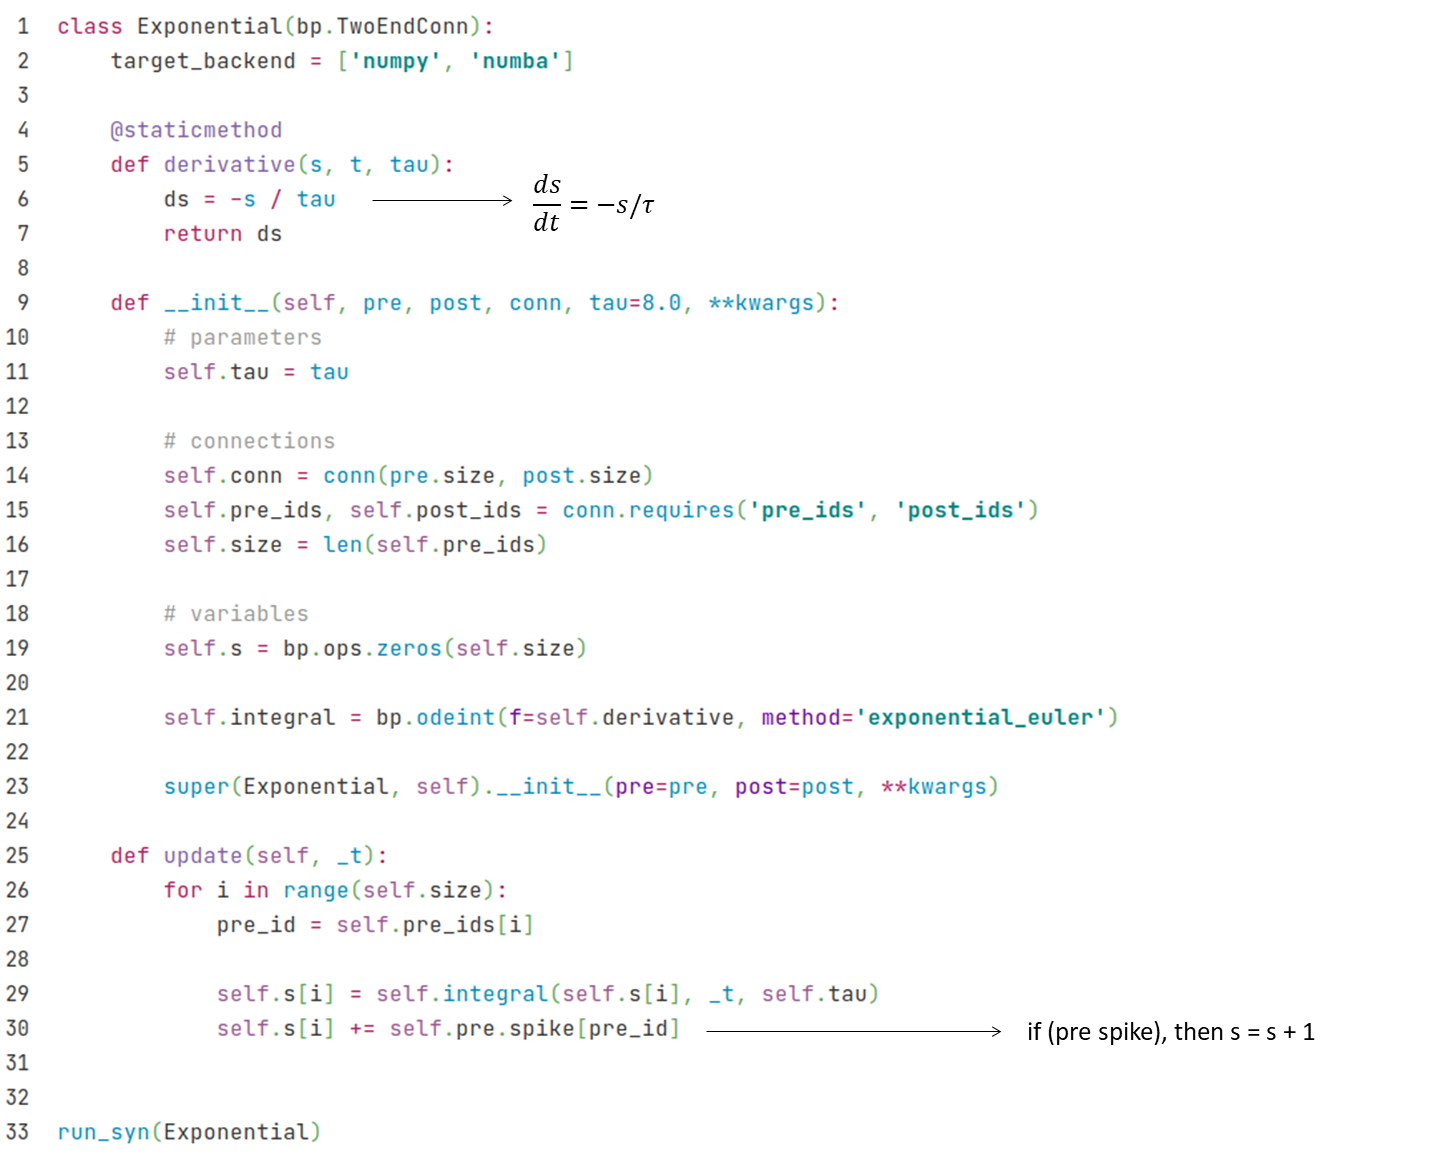 1 class Exponential(bp.TwoEndConn):
2     target_backend = ['numpy', 'numba']
3
4     @staticmethod
5     def derivative(s, t, tau):
6         ds = -s / tau ds/dt = −s/τ
7         return ds
8
9     def __init__(self, pre, post, conn, tau=8.0, **kwargs):
10         # parameters
11         self.tau = tau
12
13         # connections
14         self.conn = conn(pre.size, post.size)
15         self.pre_ids, self.post_ids = conn.requires('pre_ids', 'post_ids')
16         self.size = len(self.pre_ids)
17
18         # variables
19         self.s = bp.ops.zeros(self.size)
20
21         self.integral = bp.odeint(f=self.derivative, method='exponential_euler')
22
23         super(Exponential, self).__init__(pre=pre, post=post, **kwargs)
24
25     def update(self, _t):
26         for i in range(self.size):
27             pre_id = self.pre_ids[i]
28
29             self.s[i] = self.integral(self.s[i], _t, self.tau)
30             self.s[i] += self.pre.spike[pre_id] if (pre spike), then s = s + 1
31
32
33 run_syn(Exponential)